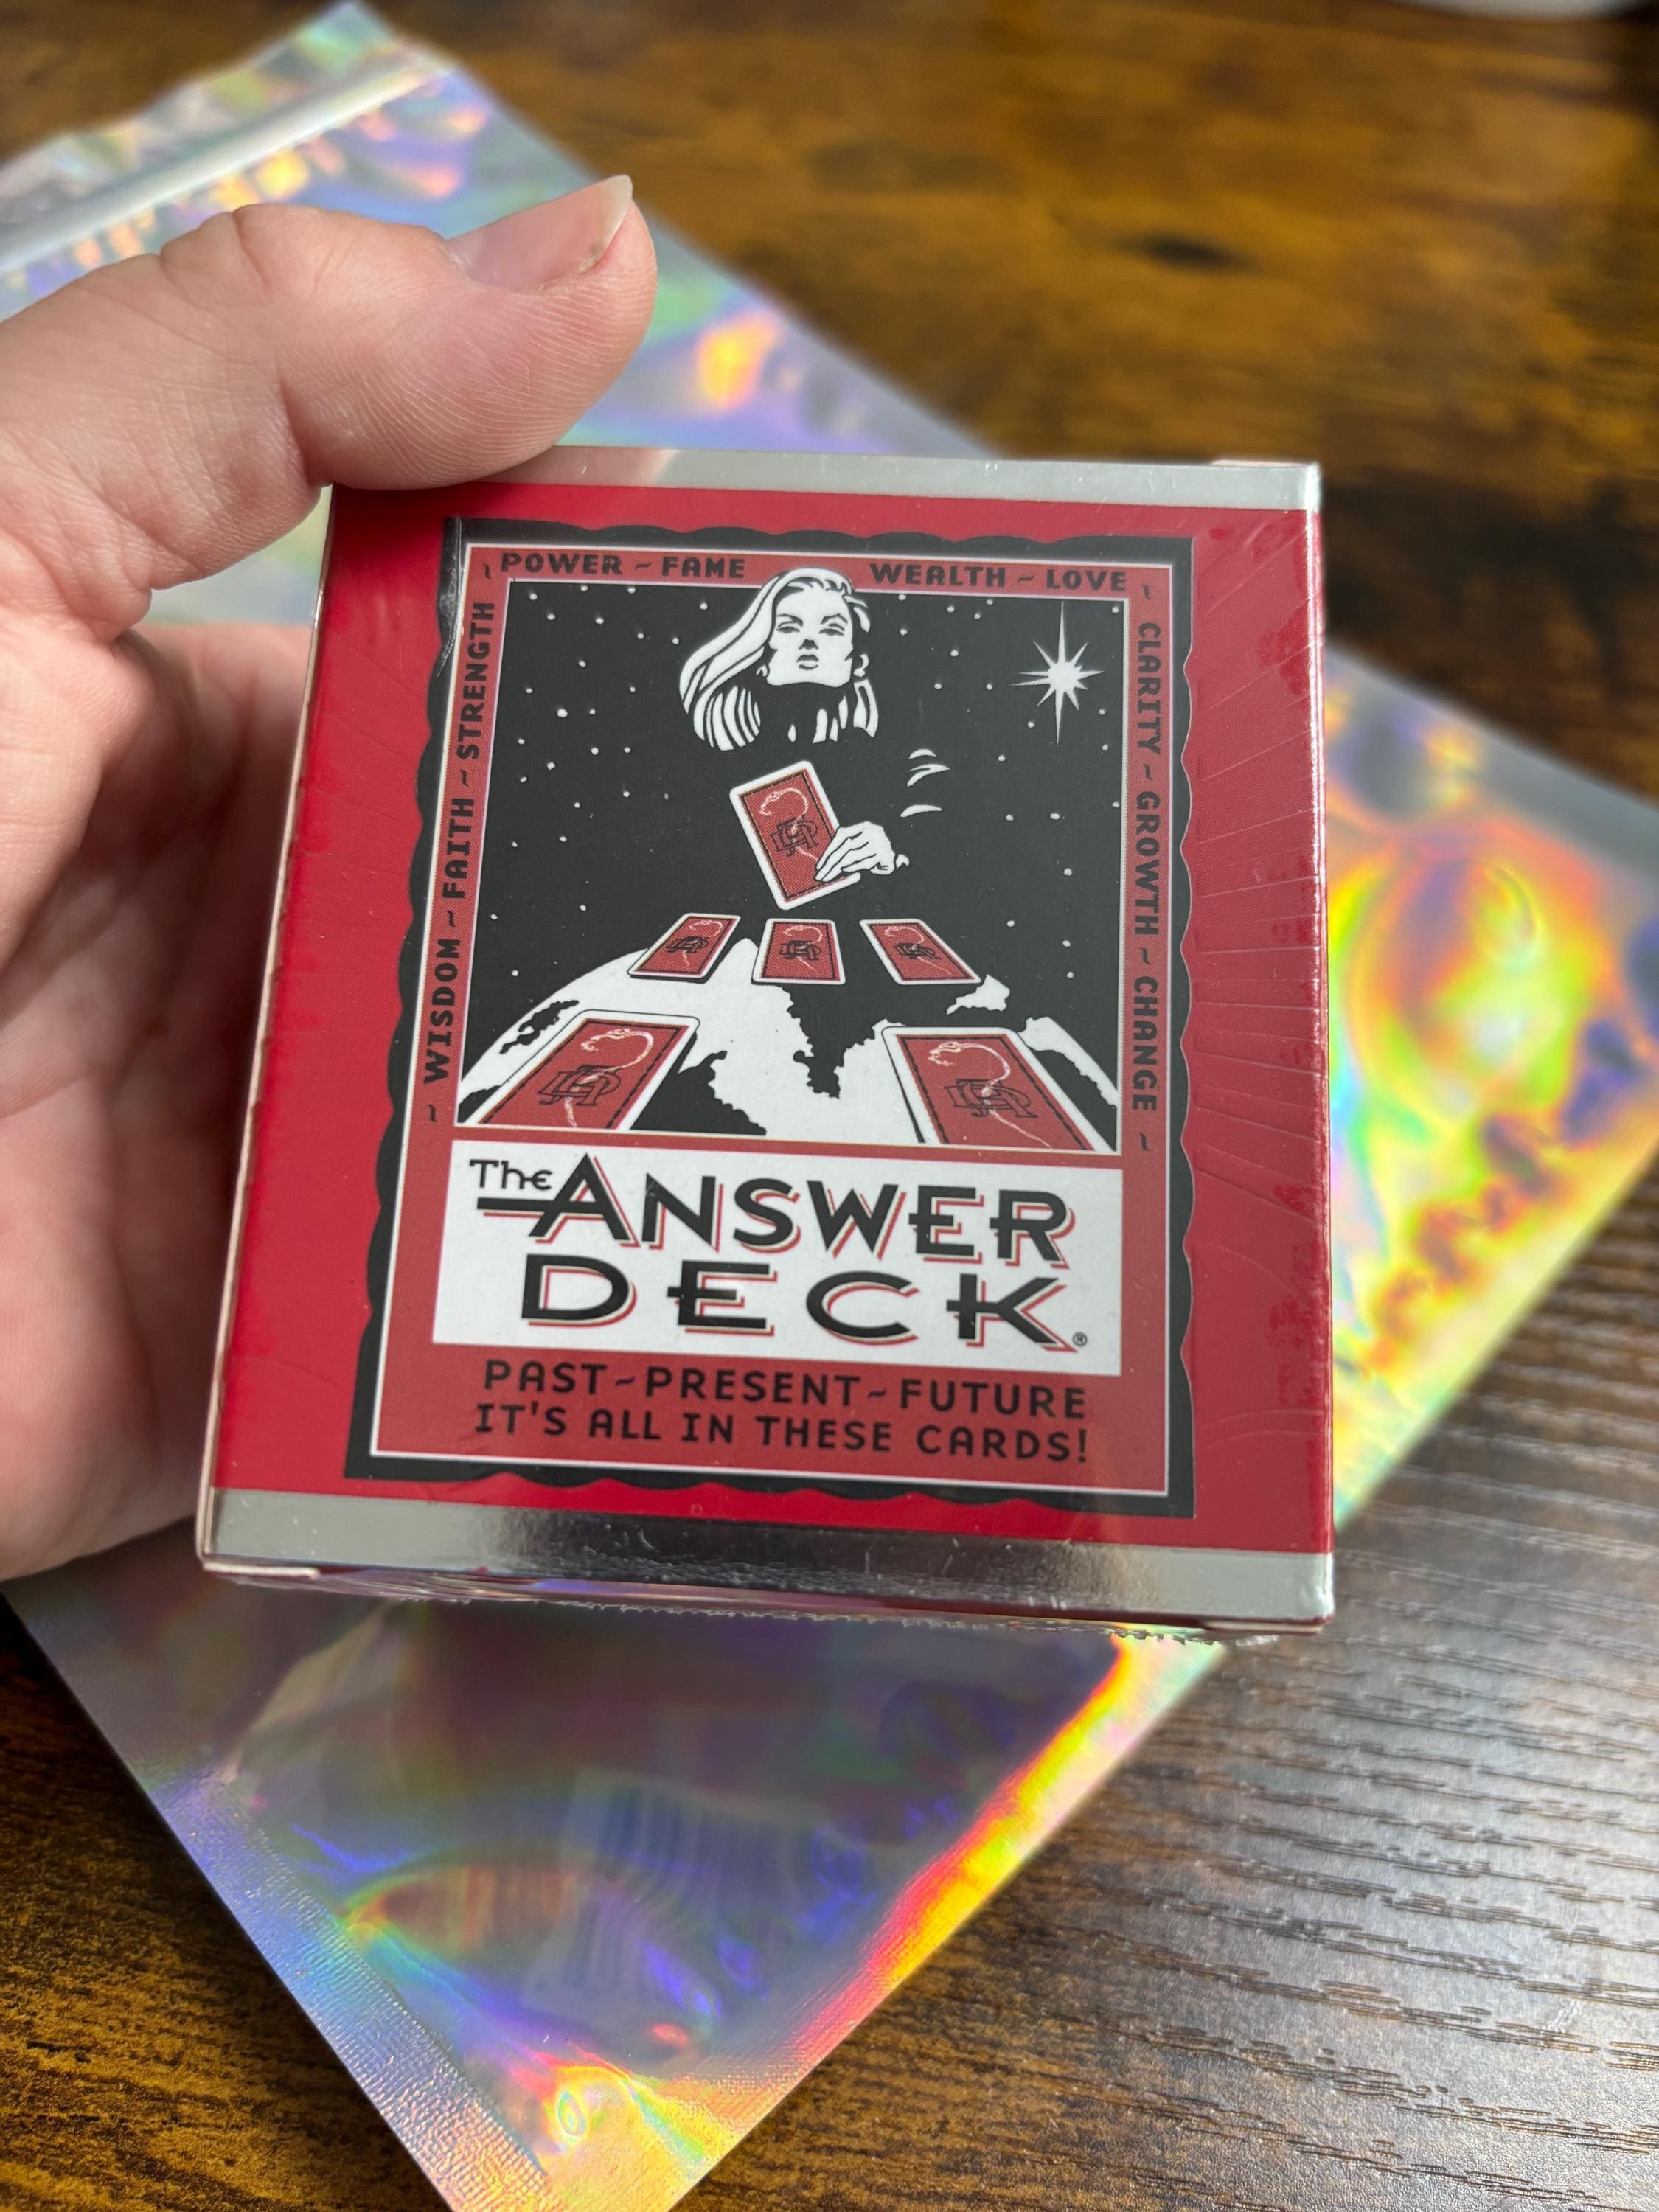 POWER ~ FAME
WEALTH ~ LOVE
~ WISDOM ~ FAITH ~ STRENGTH ~
~ CLARITY ~ GROWTH ~ CHANGE ~
The ANSWER
DECK®
PAST~PRESENT~FUTURE
IT'S ALL IN THESE CARDS!